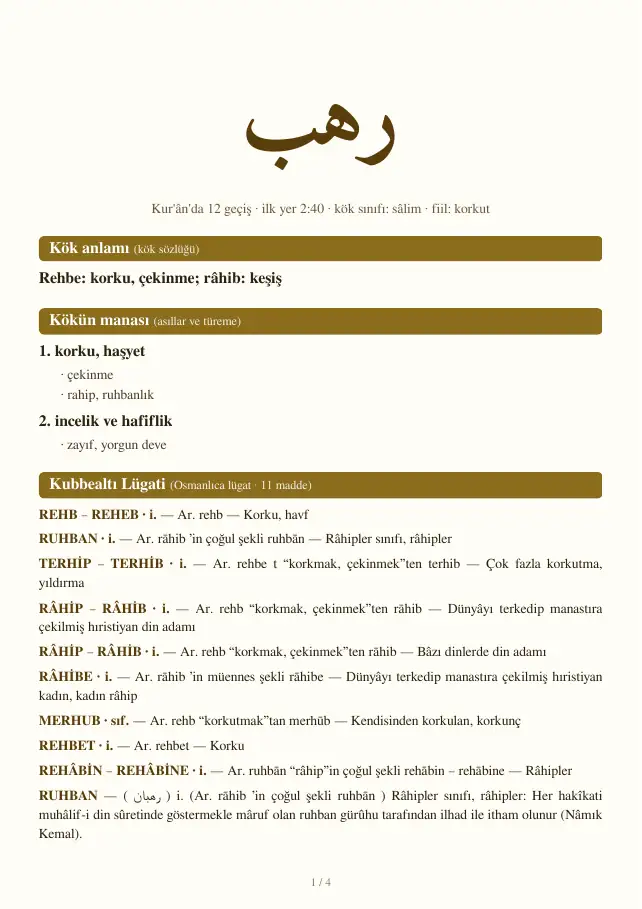 رهب
Kur'ân'da 12 geçiş · ilk yer 2:40 · kök sınıfı: sâlim · fiil: korkut
Kök anlamı (kök sözlüğü)
Rehbe: korku, çekinme; râhib: keşiş
Kökün manası (asıllar ve türeme)
1. korku, haşyet
· çekinme
· rahip, ruhbanlık
2. incelik ve hafiflik
· zayıf, yorgun deve
Kubbealtı Lügati (Osmanlıca lügat · 11 madde)
REHB – REHEB · i. — Ar. rehb — Korku, havf
RUHBAN · i. — Ar. rāhib 'in çoğul şekli ruhbān — Râhipler sınıfı, râhipler
TERHİP – TERHİB · i. — Ar. rehbe t “korkmak, çekinmek”ten terhіb — Çok fazla korkutma,
yıldırma
RÂHİP – RÂHİB · i. — Ar. rehb “korkmak, çekinmek”ten rāhib — Dünyâyı terkedip manastıra
çekilmiş hıristiyan din adamı
RÂHİP – RÂHİB · i. — Ar. rehb “korkmak, çekinmek”ten rāhib — Bâzı dinlerde din adamı
RÂHİBE · i. — Ar. rāhib 'in müennes şekli rāhibe — Dünyâyı terkedip manastıra çekilmiş hıristiyan
kadın, kadın râhip
MERHUB · sıf. — Ar. rehb “korkutmak”tan merhūb — Kendisinden korkulan, korkunç
REHBET · i. — Ar. rehbet — Korku
REHÂBİN – REHÂBİNE · i. — Ar. ruhbān “râhip”in çoğul şekli rehābіn – rehābine — Râhipler
RUHBAN — ( رهبان ) i. (Ar. rāhib 'in çoğul şekli ruhbān ) Râhipler sınıfı, râhipler: Her hakîkati
muhâlif-i din sûretinde göstermekle mâruf olan ruhban gürûhu tarafından ilhad ile itham olunur (Nâmık
Kemal).
1 / 4